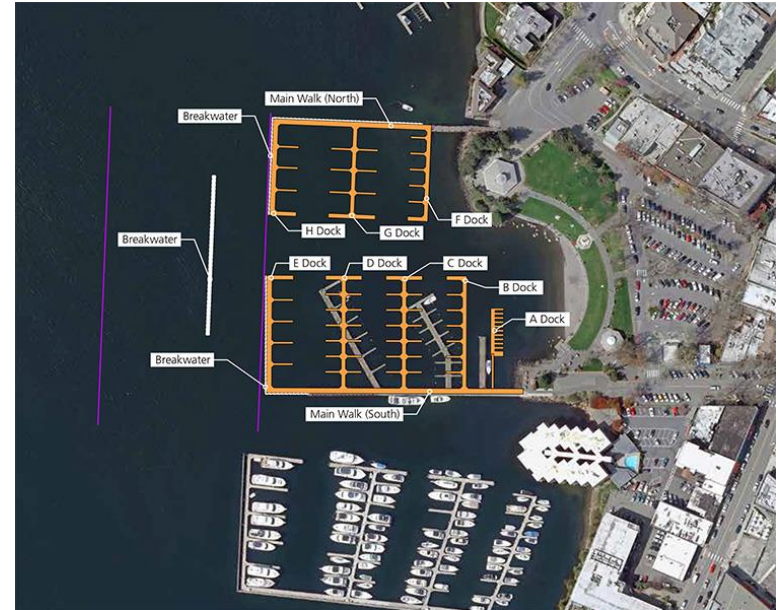 Main Walk (North)
Breakwater
F Dock
H Dock
G Dock
Breakwater
E Dock
D Dock
C Dock
B Dock
A Dock
Breakwater
Main Walk (South)